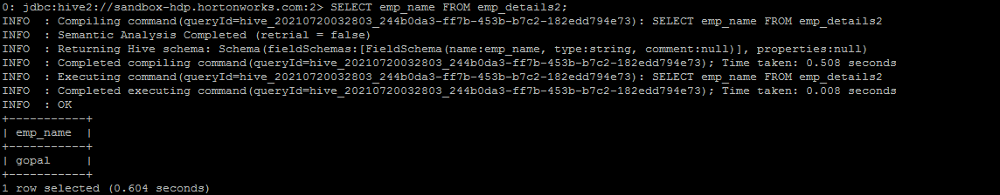 0: jdbc:hive2://sandbox-hdp.hortonworks.com:2> SELECT emp_name FROM emp_details2;
INFO  : Compiling command(queryId=hive_20210720032803_244b0da3-ff7b-453b-b7c2-182edd794e73): SELECT emp_name FROM emp_details2
INFO  : Semantic Analysis Completed (retrial = false)
INFO  : Returning Hive schema: Schema(fieldSchemas:[FieldSchema(name:emp_name, type:string, comment:null)], properties:null)
INFO  : Completed compiling command(queryId=hive_20210720032803_244b0da3-ff7b-453b-b7c2-182edd794e73); Time taken: 0.508 seconds
INFO  : Executing command(queryId=hive_20210720032803_244b0da3-ff7b-453b-b7c2-182edd794e73): SELECT emp_name FROM emp_details2
INFO  : Completed executing command(queryId=hive_20210720032803_244b0da3-ff7b-453b-b7c2-182edd794e73); Time taken: 0.008 seconds
INFO  : OK
+-----------+
| emp_name  |
+-----------+
| gopal     |
+-----------+
1 row selected (0.604 seconds)